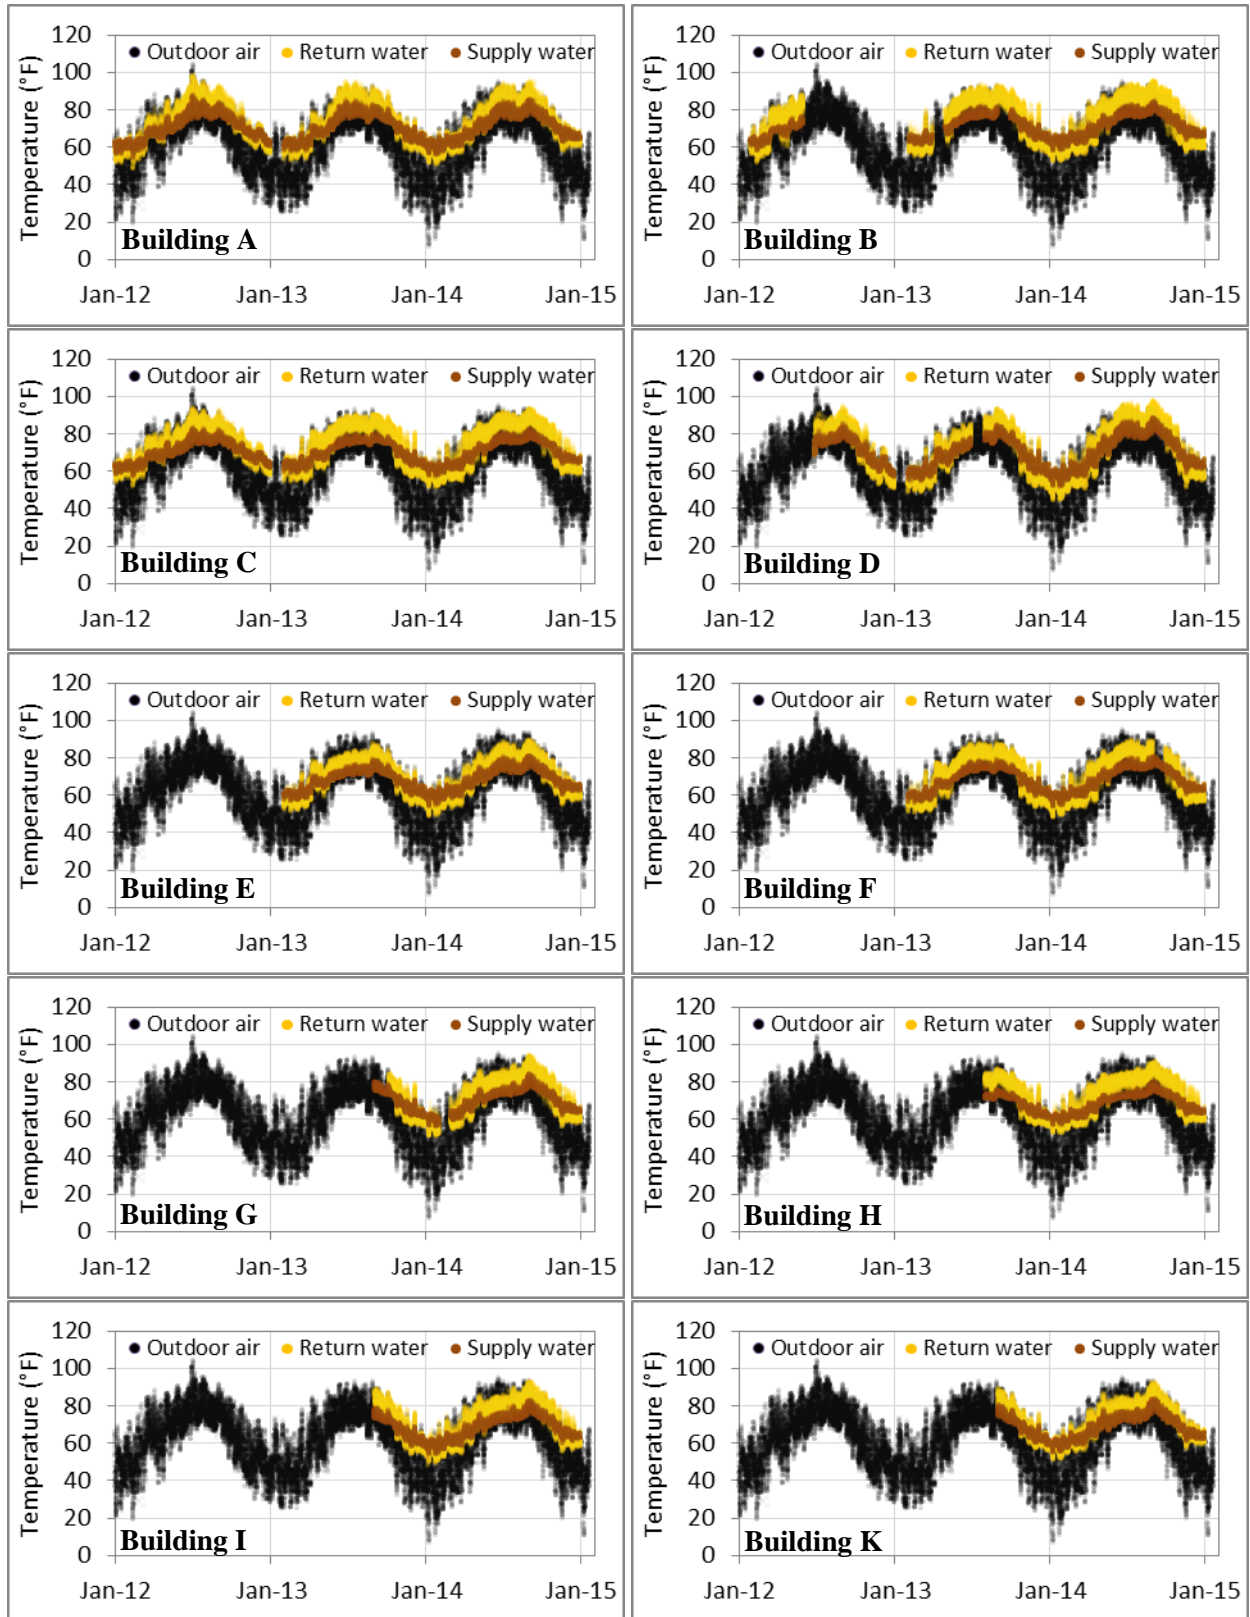 120
Outdoor air Return water Supply water
100
80
60
40
20
0
Temperature (°F)
Building A
Jan-12 Jan-13 Jan-14 Jan-15
120
Outdoor air Return water Supply water
100
80
60
40
20
0
Temperature (°F)
Building B
Jan-12 Jan-13 Jan-14 Jan-15
120
Outdoor air Return water Supply water
100
80
60
40
20
0
Temperature (°F)
Building C
Jan-12 Jan-13 Jan-14 Jan-15
120
Outdoor air Return water Supply water
100
80
60
40
20
0
Temperature (°F)
Building D
Jan-12 Jan-13 Jan-14 Jan-15
120
Outdoor air Return water Supply water
100
80
60
40
20
0
Temperature (°F)
Building E
Jan-12 Jan-13 Jan-14 Jan-15
120
Outdoor air Return water Supply water
100
80
60
40
20
0
Temperature (°F)
Building F
Jan-12 Jan-13 Jan-14 Jan-15
120
Outdoor air Return water Supply water
100
80
60
40
20
0
Temperature (°F)
Building G
Jan-12 Jan-13 Jan-14 Jan-15
120
Outdoor air Return water Supply water
100
80
60
40
20
0
Temperature (°F)
Building H
Jan-12 Jan-13 Jan-14 Jan-15
120
Outdoor air Return water Supply water
100
80
60
40
20
0
Temperature (°F)
Building I
Jan-12 Jan-13 Jan-14 Jan-15
120
Outdoor air Return water Supply water
100
80
60
40
20
0
Temperature (°F)
Building K
Jan-12 Jan-13 Jan-14 Jan-15